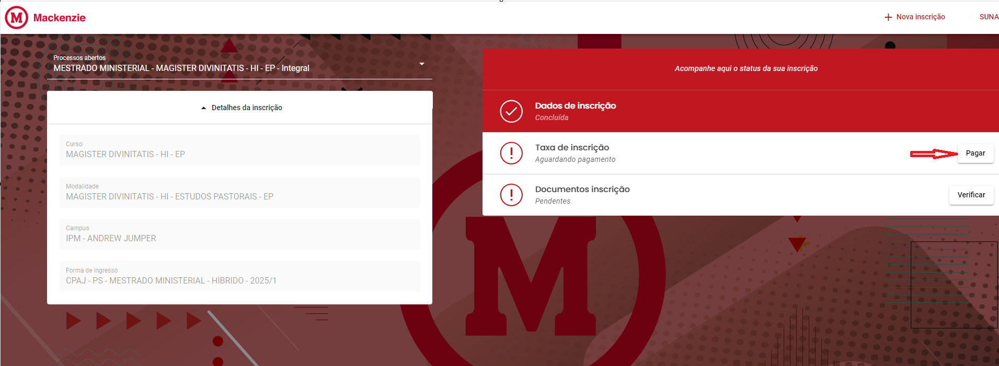 Mackenzie
Nova inscrição
SUNA
Processos abertos
MESTRADO MINISTERIAL - MAGISTER DIVINITATIS - HI - EP - Integral
Detalhes da inscrição
Curso
MAGISTER DIVINITATIS - HI - EP
Modalidade
MAGISTER DIVINITATIS - HI - ESTUDOS PASTORAIS - EP
Campus
IPM - ANDREW JUMPER
Forma de ingresso
CPAJ - PS - MESTRADO MINISTERIAL - HÍBRIDO - 2025/1
Acompanhe aqui o status da sua inscrição
Dados de inscrição
Concluída
Taxa de inscrição
Aguardando pagamento
Pagar
Documentos inscrição
Pendentes
Verificar
M